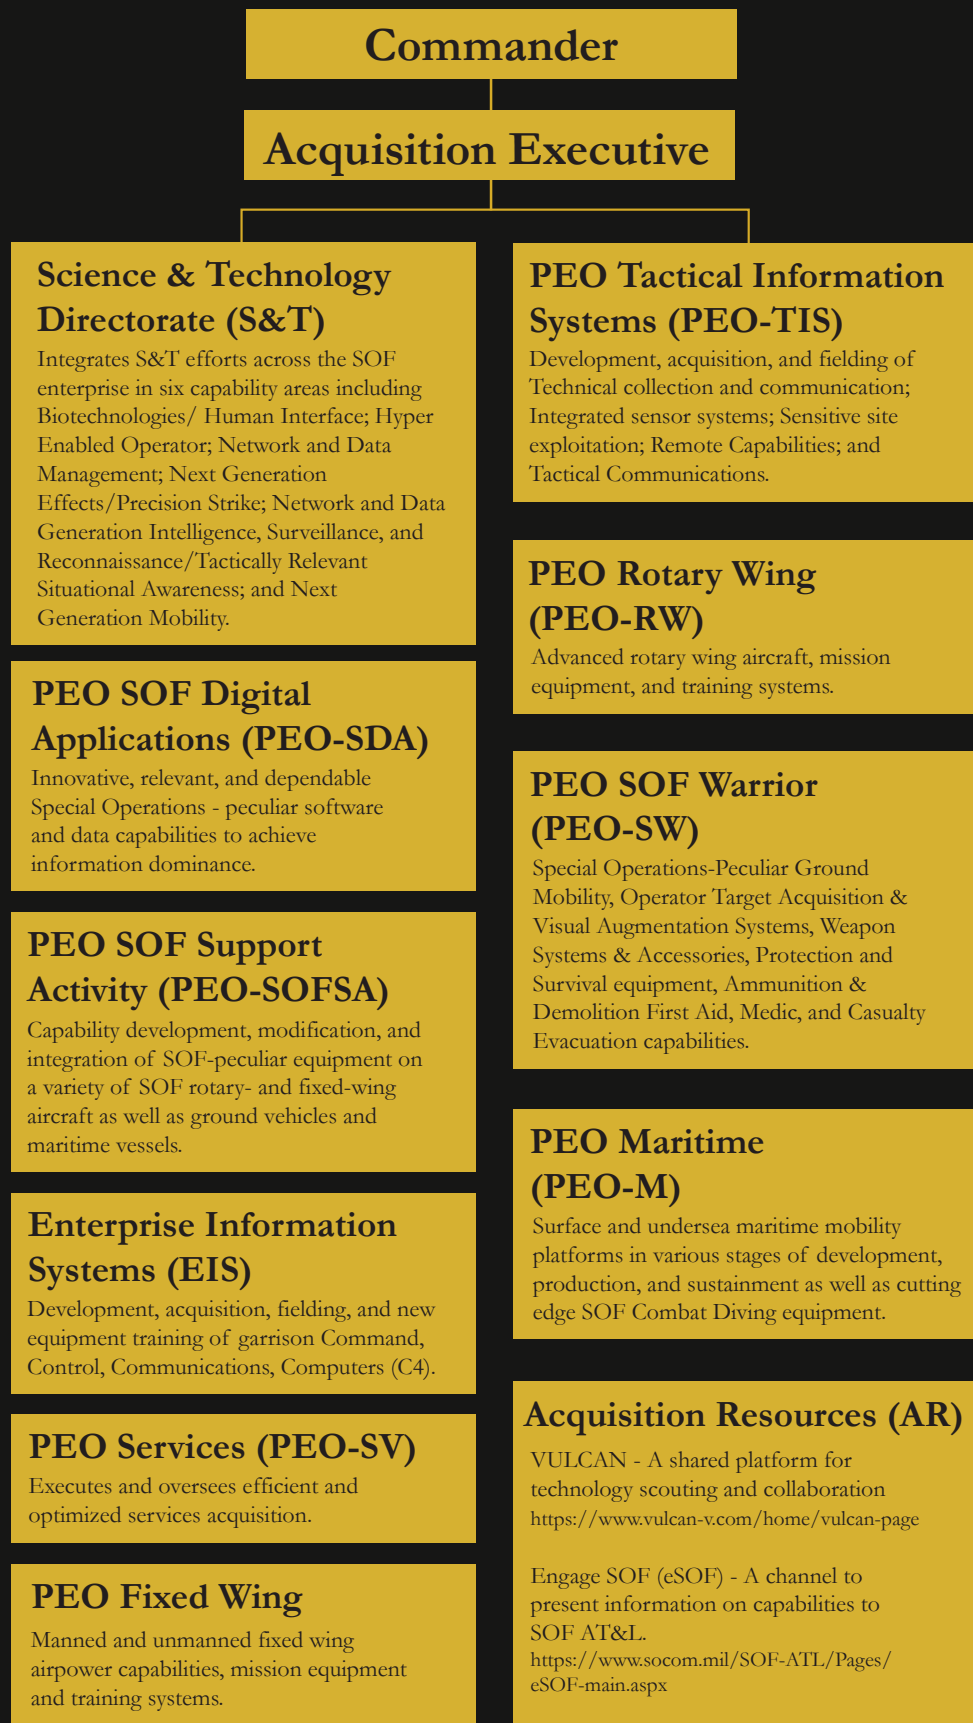 Commander
Acquisition Executive
Science & Technology
Directorate (S&T)
Integrates S&T efforts across the SOF
enterprise in six capability areas including
Biotechnologies/ Human Interface; Hyper
Enabled Operator; Network and Data
Management; Next Generation
Effects/Precision Strike; Network and Data
Generation Intelligence, Surveillance, and
Reconnaissance/Tactically Relevant
Situational Awareness; and Next
Generation Mobility.
PEO SOF Digital
Applications (PEO-SDA)
Innovative, relevant, and dependable
Special Operations - peculiar software
and data capabilities to achieve
information dominance.
PEO SOF Support
Activity (PEO-SOFSA)
Capability development, modification, and
integration of SOF-peculiar equipment on
a variety of SOF rotary- and fixed-wing
aircraft as well as ground vehicles and
maritime vessels.
Enterprise Information
Systems (EIS)
Development, acquisition, fielding, and new
equipment training of garrison Command,
Control, Communications, Computers (C4).
PEO Services (PEO-SV)
Executes and oversees efficient and
optimized services acquisition.
PEO Fixed Wing
Manned and unmanned fixed wing
airpower capabilities, mission equipment
and training systems.
PEO Tactical Information
Systems (PEO-TIS)
Development, acquisition, and fielding of
Technical collection and communication;
Integrated sensor systems; Sensitive site
exploitation; Remote Capabilities; and
Tactical Communications.
PEO Rotary Wing
(PEO-RW)
Advanced rotary wing aircraft, mission
equipment, and training systems.
PEO SOF Warrior
(PEO-SW)
Special Operations-Peculiar Ground
Mobility, Operator Target Acquisition &
Visual Augmentation Systems, Weapon
Systems & Accessories, Protection and
Survival equipment, Ammunition &
Demolition First Aid, Medic, and Casualty
Evacuation capabilities.
PEO Maritime
(PEO-M)
Surface and undersea maritime mobility
platforms in various stages of development,
production, and sustainment as well as cutting
edge SOF Combat Diving equipment.
Acquisition Resources (AR)
VULCAN - A shared platform for
technology scouting and collaboration
https://www.vulcan-v.com/home/vulcan-page
Engage SOF (eSOF) - A channel to
present information on capabilities to
SOF AT&L.
https://www.socom.mil/SOF-ATL/Pages/
eSOF-main.aspx